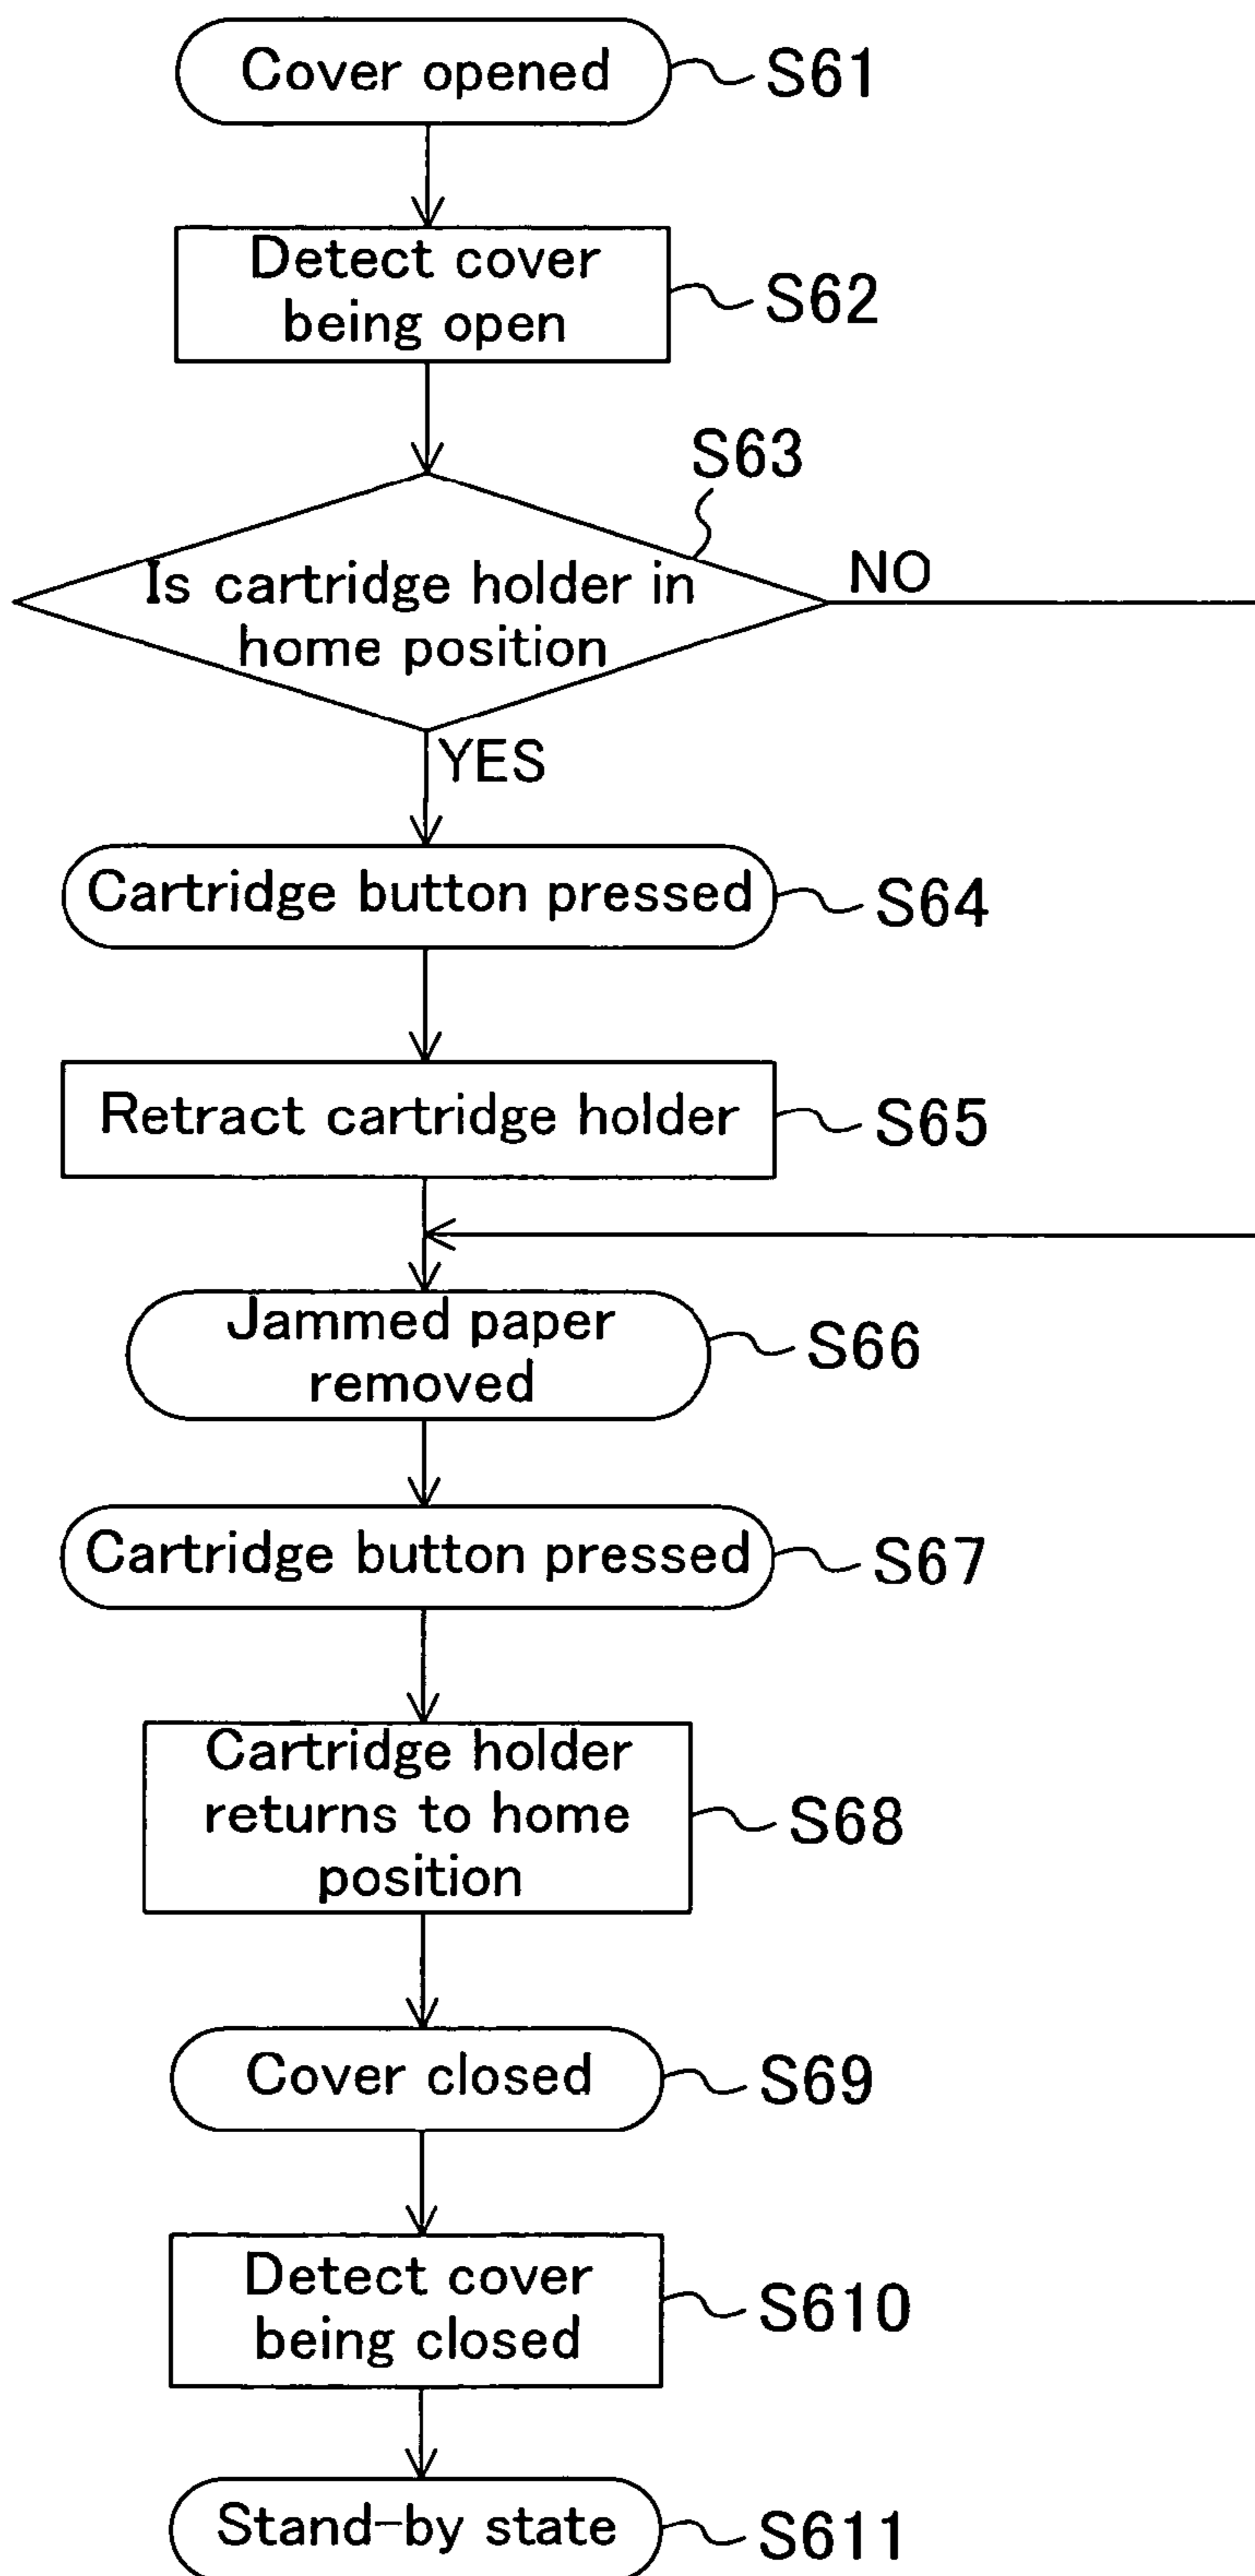 Cover opened
S61
Detect cover
being open
S62
S63
Is cartridge holder in
home position
NO
YES
Cartridge button pressed
S64
Retract cartridge holder
S65
Jammed paper
removed
S66
Cartridge button pressed
S67
Cartridge holder
returns to home
position
S68
Cover closed
S69
Detect cover
being closed
S610
Stand-by state
S611